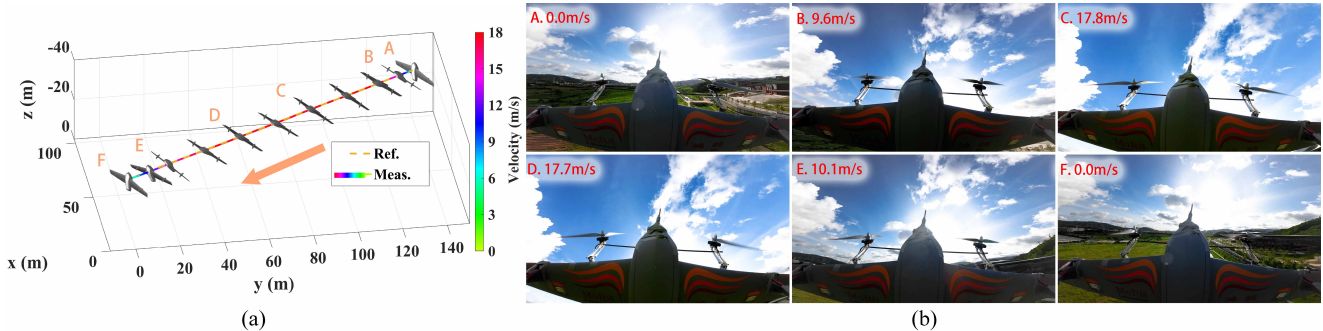 -40
-20
0
z (m)
100
50
0
x (m)
0
20
40
60
80
100
120
140
y (m)
A
B
C
D
E
F
Ref.
Meas.
18
15
12
9
6
3
0
Velocity (m/s)
(a)
A. 0.0m/s
B. 9.6m/s
C. 17.8m/s
D. 17.7m/s
E. 10.1m/s
F. 0.0m/s
(b)